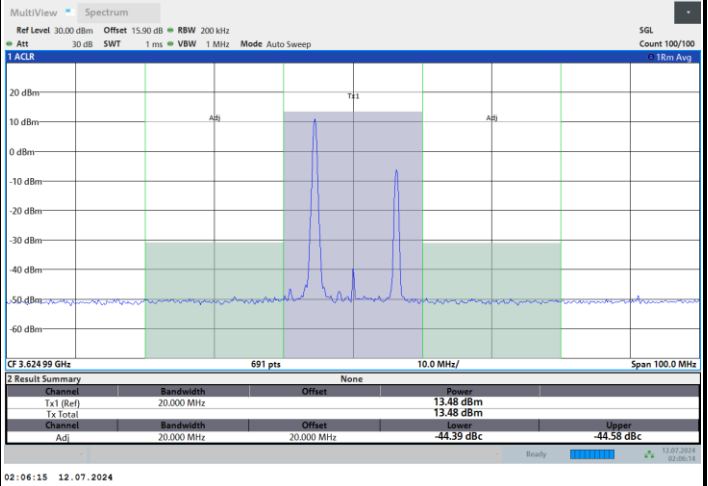 MultiView Spectrum
Ref Level 30.00 dBm Offset 15.90 dB RBW 200 kHz SGL
Att 30 dB SWT 1 ms VBW 1 MHz Mode Auto Sweep Count 100/100
1 ACLR 1Rm Avg
20 dBm
Tx1
10 dBm
Adj Adj
0 dBm
-10 dBm
-20 dBm
-30 dBm
-40 dBm
-50 dBm
-60 dBm
CF 3.624 99 GHz 691 pts 10.0 MHz/ Span 100.0 MHz
2 Result Summary None
Channel Bandwidth Offset Power
Tx1 (Ref) 20.000 MHz 13.48 dBm
Tx Total 13.48 dBm
Channel Bandwidth Offset Lower Upper
Adj 20.000 MHz 20.000 MHz -44.39 dBc -44.58 dBc
Ready 12.07.2024
02:06:14
02:06:15 12.07.2024